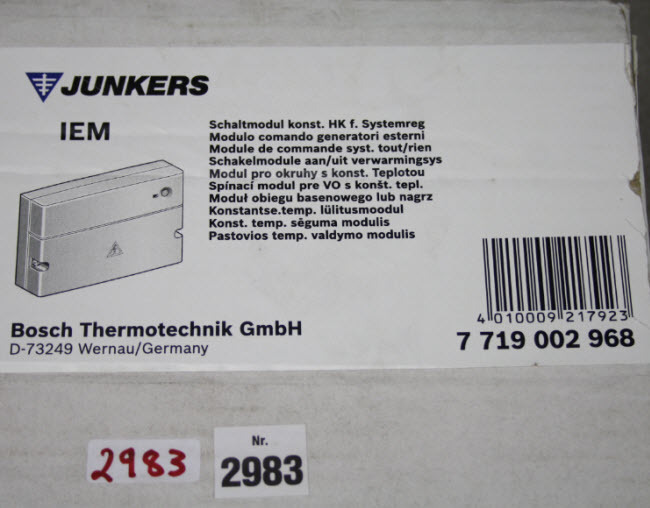 JUNKERS
IEM
Schaltmodul konst. HK f. Systemreg
Modulo comando generatori esterni
Module de commande syst. tout/rien
Schakelmodule aan/uit verwarmingsys
Modul pro okruhy s konst. Teplotou
Spínací modul pre VO s konšt. tepl.
Moduł obiegu basenowego lub nagrz
Konstantse.temp. lülitusmoodul
Konst. temp. sēguma modulis
Pastovios temp. valdymo modulis
4 010009 217923
7 719 002 968
Bosch Thermotechnik GmbH
D-73249 Wernau/Germany
2983
Nr.
2983